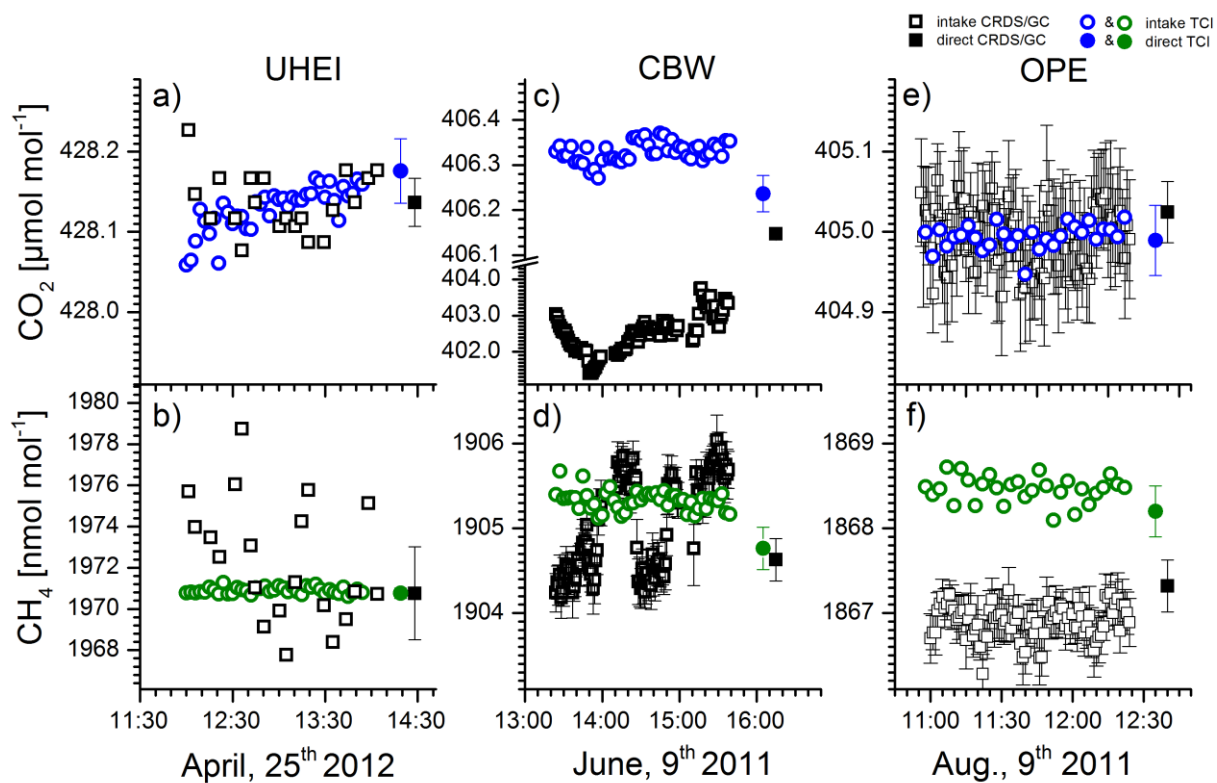 intake CRDS/GC & intake TCI
direct CRDS/GC & direct TCI
UHEI CBW OPE
a) c) e)
CO₂ [µmol mol⁻¹]
428.2
428.1
428.0
406.4
406.3
406.2
406.1
404.0
403.0
402.0
405.1
405.0
404.9
b) d) f)
CH₄ [nmol mol⁻¹]
1980
1978
1976
1974
1972
1970
1968
1906
1905
1904
1869
1868
1867
11:30 12:30 13:30 14:30
13:00 14:00 15:00 16:00
11:00 11:30 12:00 12:30
April, 25th 2012 June, 9th 2011 Aug., 9th 2011